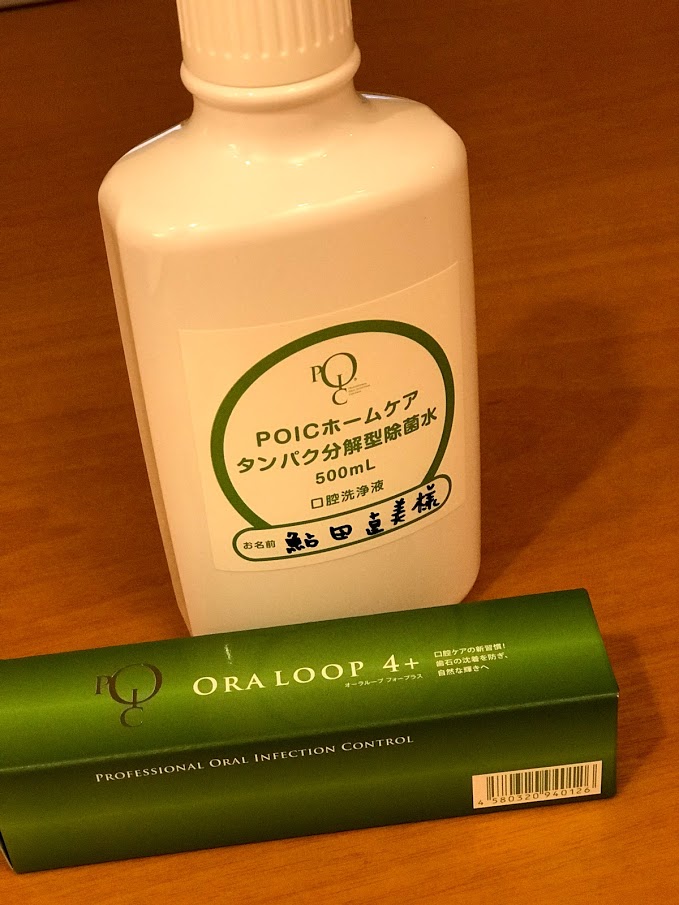 POIC
POICホームケア
タンパク分解型除菌水
500mL
口腔洗浄液
お名前 鮎田直美様
POIC
ORALOOP 4+
オーラループ フォープラス
口腔ケアの新習慣!
歯石の沈着を防ぎ、
自然な輝きへ
PROFESSIONAL ORAL INFECTION CONTROL
4 580320 940126